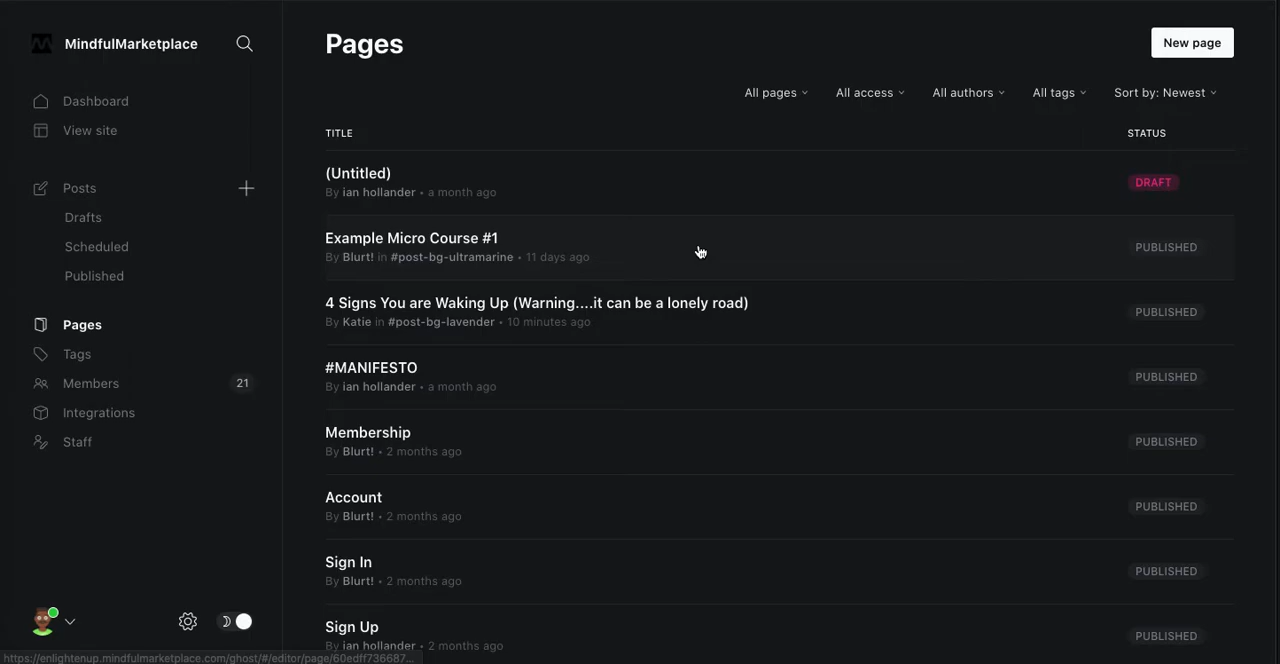 MindfulMarketplace
Dashboard
View site
Posts
Drafts
Scheduled
Published
Pages
Tags
Members 21
Integrations
Staff
Pages
New page
All pages All access All authors All tags Sort by: Newest
TITLE STATUS
(Untitled)
By ian hollander • a month ago
DRAFT
Example Micro Course #1
By Blurt! in #post-bg-ultramarine • 11 days ago
PUBLISHED
4 Signs You are Waking Up (Warning....it can be a lonely road)
By Katie in #post-bg-lavender • 10 minutes ago
PUBLISHED
#MANIFESTO
By ian hollander • a month ago
PUBLISHED
Membership
By Blurt! • 2 months ago
PUBLISHED
Account
By Blurt! • 2 months ago
PUBLISHED
Sign In
By Blurt! • 2 months ago
PUBLISHED
Sign Up
By ian hollander • 2 months ago
PUBLISHED
https://enlightenup.mindfulmarketplace.com/ghost/#/editor/page/60edff736687...